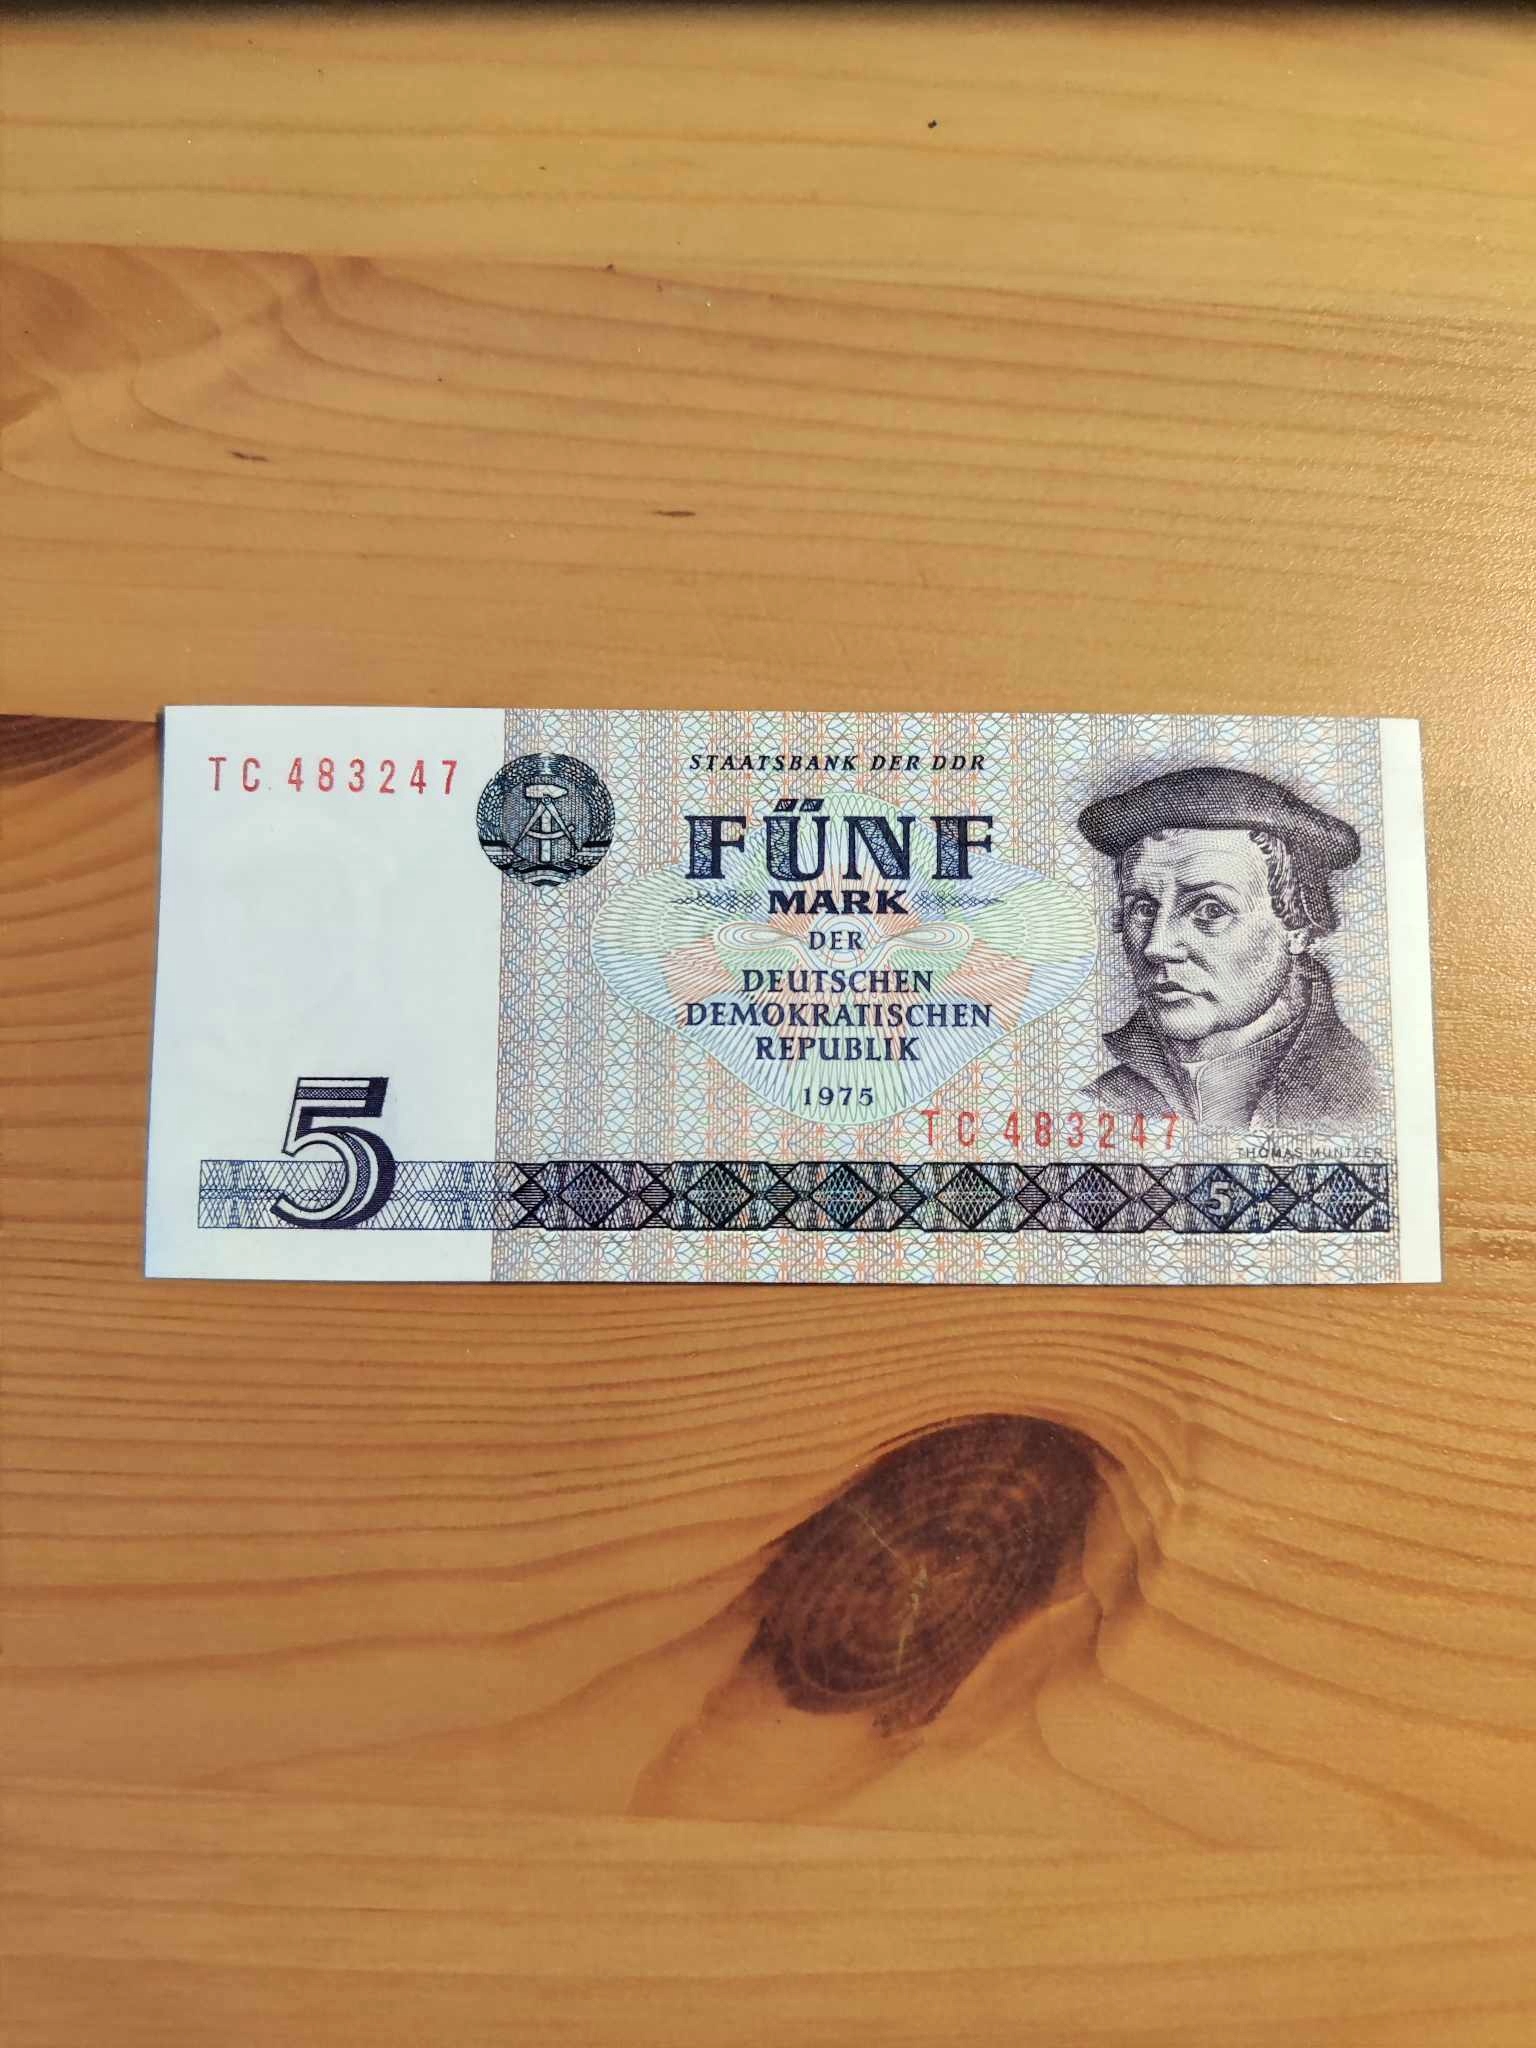 TC 483247
STAATSBANK DER DDR
FÜNF
MARK
DER
DEUTSCHEN
DEMOKRATISCHEN
REPUBLIK
1975
TC 483247
THOMAS MÜNTZER
5
5